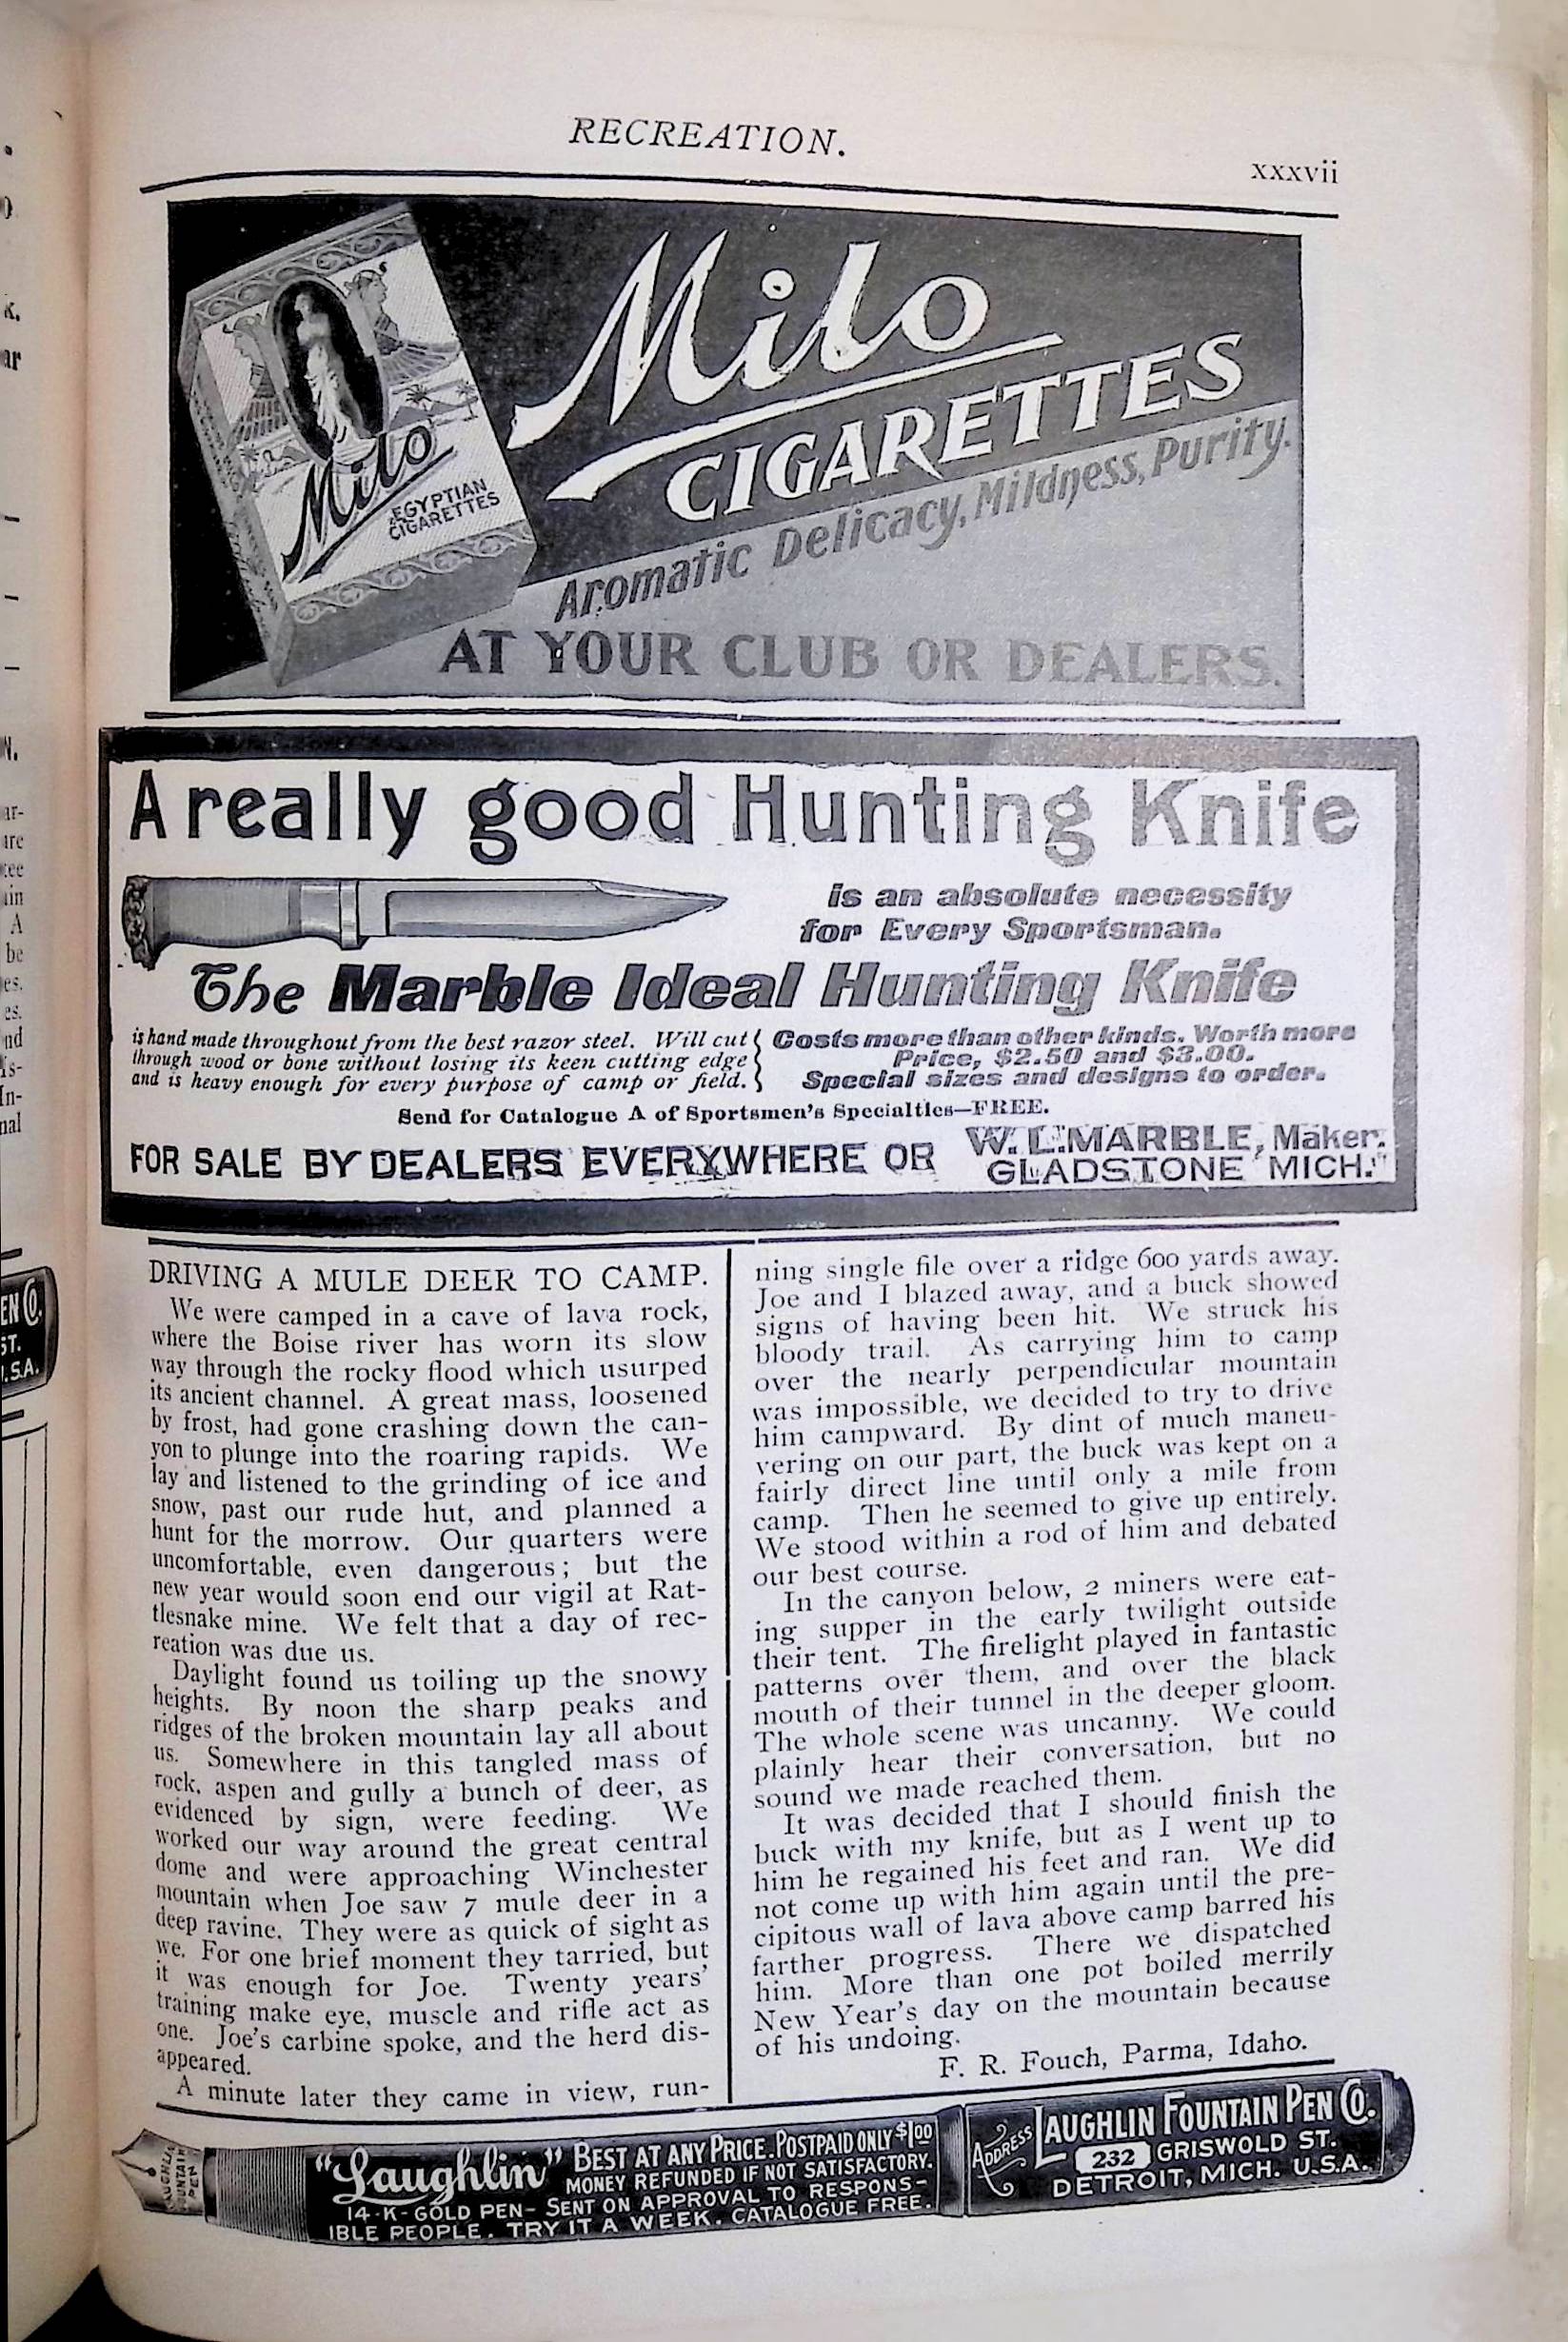 RECREATION.
xxxvii
Milo
CIGARETTES
Aromatic Delicacy, Mildness, Purity.
AT YOUR CLUB OR DEALERS.
Milo
EGYPTIAN
CIGARETTES
A really good Hunting Knife
is an absolute necessity
for Every Sportsman.
The Marble Ideal Hunting Knife
is hand made throughout from the best razor steel. Will cut
through wood or bone without losing its keen cutting edge
and is heavy enough for every purpose of camp or field.
Costs more than other kinds. Worth more
Price, $2.50 and $3.00.
Special sizes and designs to order.
Send for Catalogue A of Sportsmen's Specialties—FREE.
FOR SALE BY DEALERS EVERYWHERE OR
W. L. MARBLE, Maker.
GLADSTONE MICH.
DRIVING A MULE DEER TO CAMP.
We were camped in a cave of lava rock,
where the Boise river has worn its slow
way through the rocky flood which usurped
its ancient channel. A great mass, loosened
by frost, had gone crashing down the can-
yon to plunge into the roaring rapids. We
lay and listened to the grinding of ice and
snow, past our rude hut, and planned a
hunt for the morrow. Our quarters were
uncomfortable, even dangerous; but the
new year would soon end our vigil at Rat-
tlesnake mine. We felt that a day of rec-
reation was due us.
Daylight found us toiling up the snowy
heights. By noon the sharp peaks and
ridges of the broken mountain lay all about
us. Somewhere in this tangled mass of
rock, aspen and gully a bunch of deer, as
evidenced by sign, were feeding. We
worked our way around the great central
dome and were approaching Winchester
mountain when Joe saw 7 mule deer in a
deep ravine. They were as quick of sight as
we. For one brief moment they tarried, but
it was enough for Joe. Twenty years'
training make eye, muscle and rifle act as
one. Joe's carbine spoke, and the herd dis-
appeared.
A minute later they came in view, run-
ning single file over a ridge 600 yards away.
Joe and I blazed away, and a buck showed
signs of having been hit. We struck his
bloody trail. As carrying him to camp
over the nearly perpendicular mountain
was impossible, we decided to try to drive
him campward. By dint of much maneu-
vering on our part, the buck was kept on a
fairly direct line until only a mile from
camp. Then he seemed to give up entirely.
We stood within a rod of him and debated
our best course.
In the canyon below, 2 miners were eat-
ing supper in the early twilight outside
their tent. The firelight played in fantastic
patterns over them, and over the black
mouth of their tunnel in the deeper gloom.
The whole scene was uncanny. We could
plainly hear their conversation, but no
sound we made reached them.
It was decided that I should finish the
buck with my knife, but as I went up to
him he regained his feet and ran. We did
not come up with him again until the pre-
cipitous wall of lava above camp barred his
farther progress. There we dispatched
him. More than one pot boiled merrily
New Year's day on the mountain because
of his undoing.
F. R. Fouch, Parma, Idaho.
LAUGHLIN
FOUNTAIN
PEN
"Laughlin" BEST AT ANY PRICE. POSTPAID ONLY $1.00
MONEY REFUNDED IF NOT SATISFACTORY.
14-K-GOLD PEN-SENT ON APPROVAL TO RESPONS-
IBLE PEOPLE. TRY IT A WEEK. CATALOGUE FREE.
ADDRESS LAUGHLIN FOUNTAIN PEN CO.
232 GRISWOLD ST.
DETROIT, MICH. U.S.A.